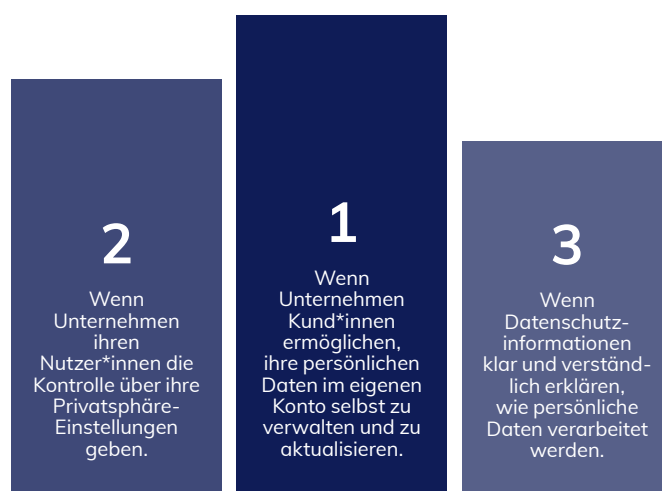 2
Wenn
Unternehmen
ihren
Nutzer*innen die
Kontrolle über ihre
Privatsphäre-
Einstellungen
geben.
1
Wenn
Unternehmen
Kund*innen
ermöglichen,
ihre persönlichen
Daten im eigenen
Konto selbst zu
verwalten und zu
aktualisieren.
3
Wenn
Datenschutz-
informationen
klar und verständ-
lich erklären,
wie persönliche
Daten verarbeitet
werden.